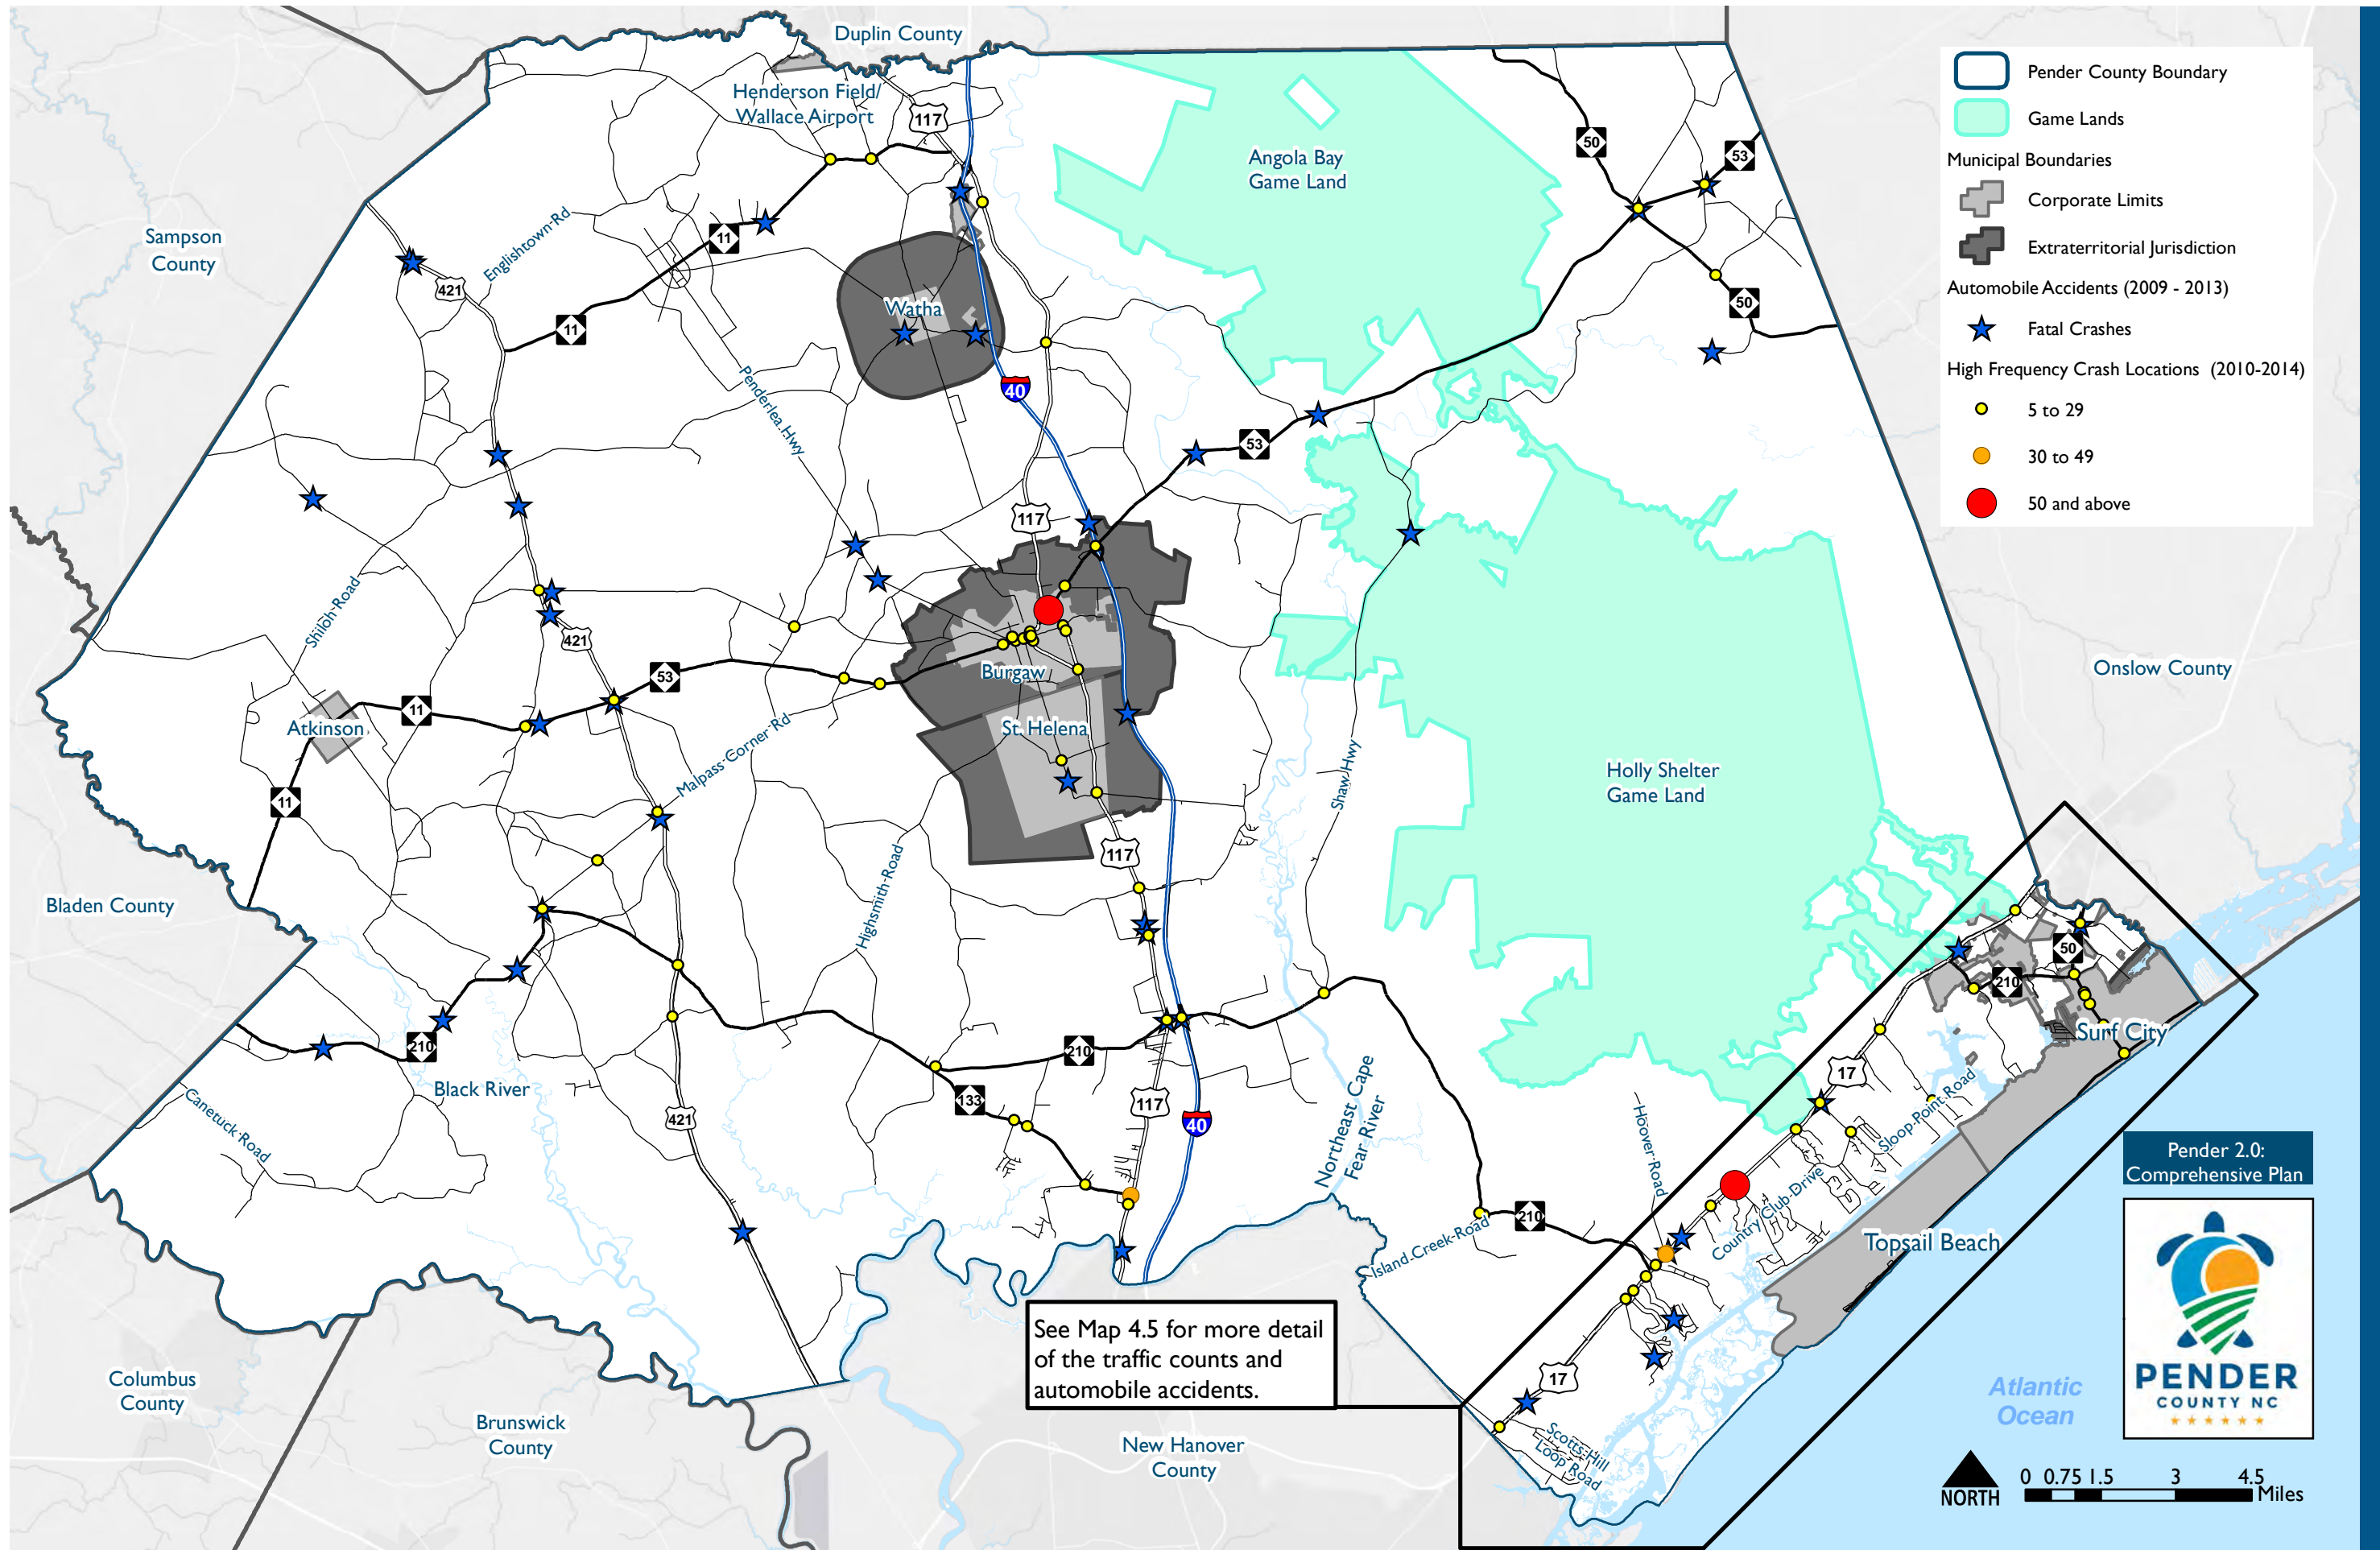 Duplin County
Henderson Field/
Wallace Airport
117
50
53
Angola Bay
Game Land
Sampson
County
Englishtown Rd
11
421
11
Watha
50
40
Penderlea Hwy
53
117
Shiloh Road
421
53
Burgaw
11
Atkinson
St. Helena
Malpass Corner Rd
Shaw Hwy
Holly Shelter
Game Land
Onslow County
11
117
Bladen County
Highsmith Road
50
210
Surf City
210
210
Black River
Canetuck Road
421
133
117
40
Northeast Cape
Fear River
17
Sloop Point Road
Hoover Road
Country Club Drive
210
Island Creek Road
Topsail Beach
17
Scotts Hill
Loop Road
Columbus
County
Brunswick
County
New Hanover
County
Atlantic
Ocean
See Map 4.5 for more detail
of the traffic counts and
automobile accidents.
Pender County Boundary
Game Lands
Municipal Boundaries
Corporate Limits
Extraterritorial Jurisdiction
Automobile Accidents (2009 - 2013)
Fatal Crashes
High Frequency Crash Locations (2010-2014)
5 to 29
30 to 49
50 and above
Pender 2.0:
Comprehensive Plan
PENDER
COUNTY NC
NORTH
0 0.75 1.5 3 4.5
Miles